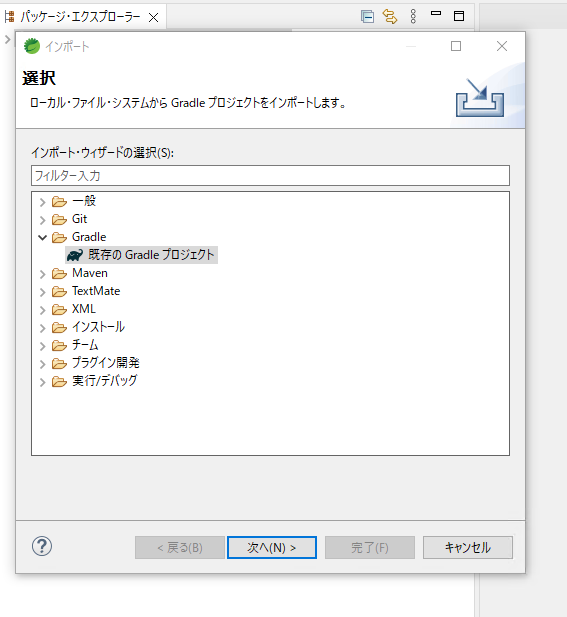 パッケージ・エクスプローラー
インポート
選択
ローカル・ファイル・システムから Gradle プロジェクトをインポートします。
インポート・ウィザードの選択(S):
フィルター入力
一般
Git
Gradle
既存の Gradle プロジェクト
Maven
TextMate
XML
インストール
チーム
プラグイン開発
実行/デバッグ
< 戻る(B)
次へ(N) >
完了(F)
キャンセル